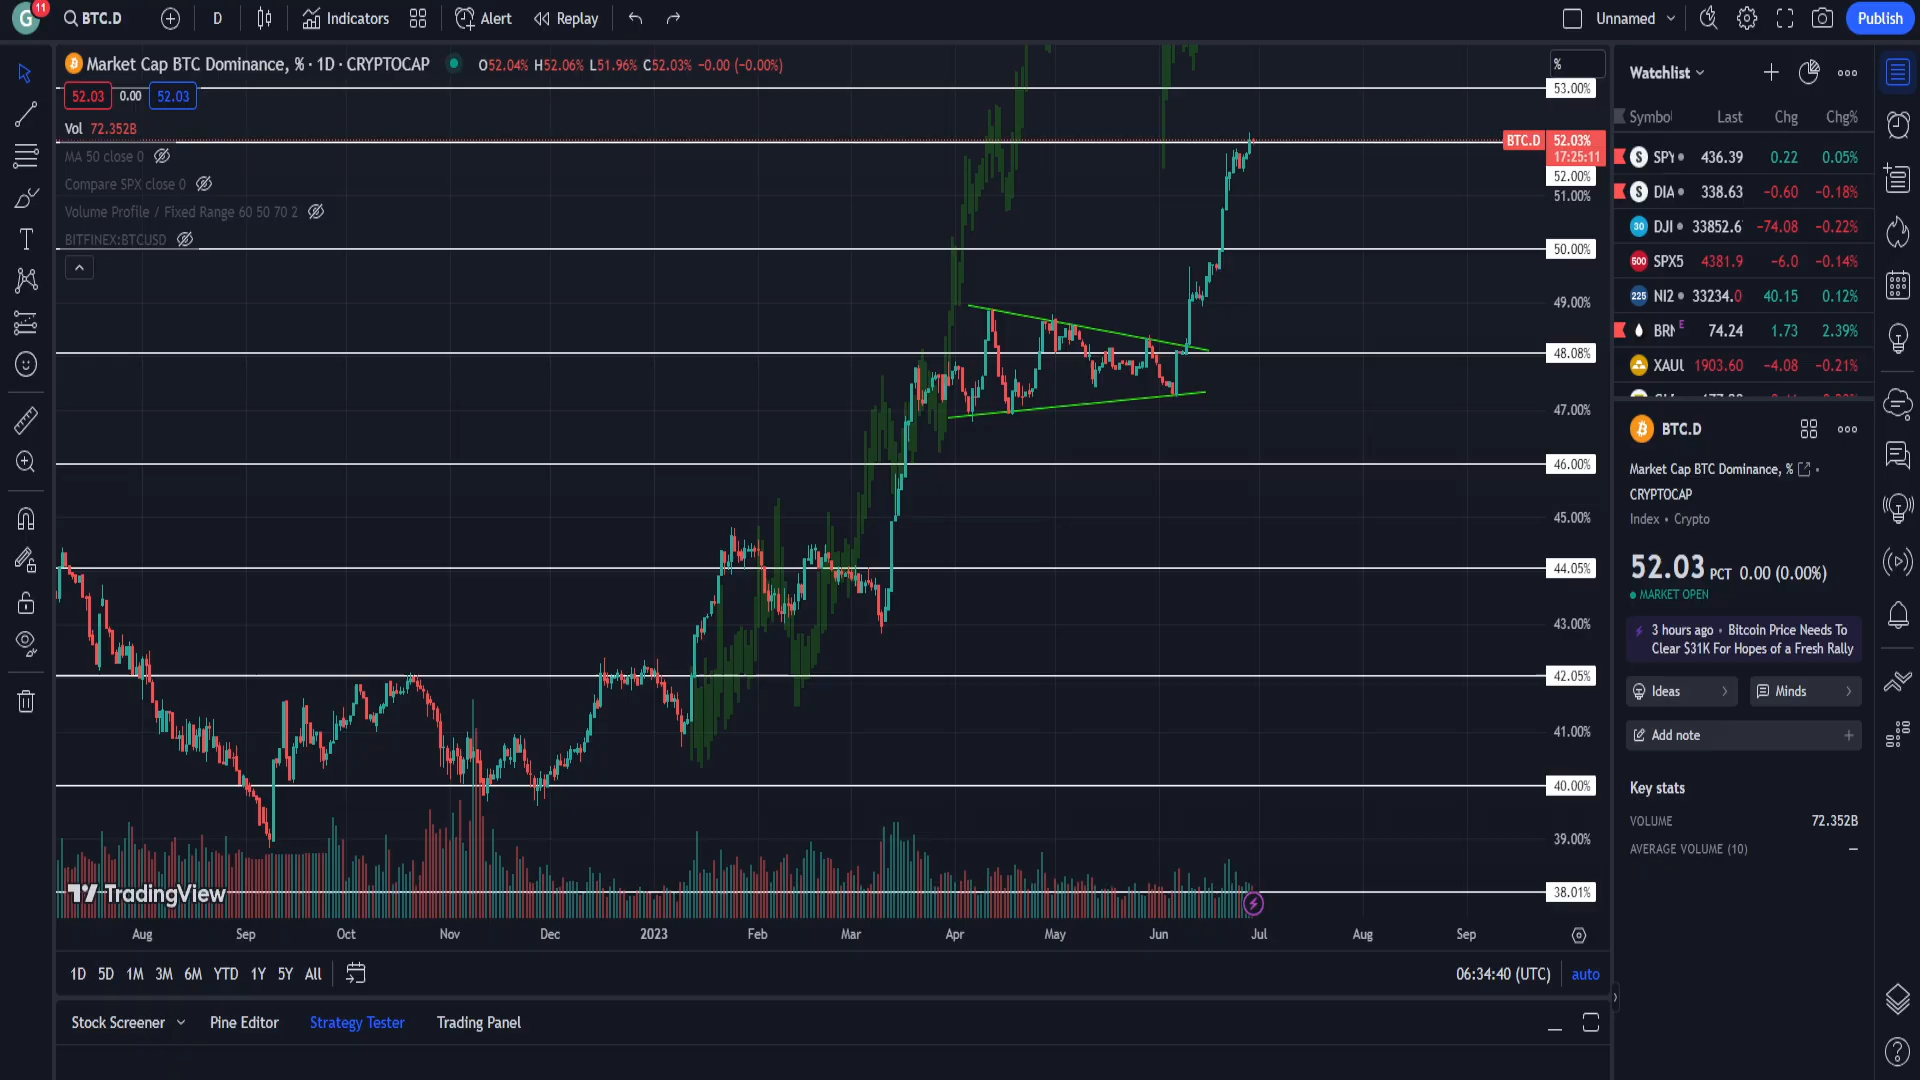 G 11 BTC.D D Indicators Alert Replay Unnamed Publish
Market Cap BTC Dominance, % · 1D · CRYPTOCAP O52.04% H52.06% L51.96% C52.03% −0.00 (−0.00%)
52.03 0.00 52.03
Vol 72.352B
MA 50 close 0
Compare SPX close 0
Volume Profile / Fixed Range 60 50 70 2
BITFINEX:BTCUSD
%
53.00%
BTC.D 52.03%
17:25:11
52.00%
51.00%
50.00%
49.00%
48.08%
47.00%
46.00%
45.00%
44.05%
43.00%
42.05%
41.00%
40.00%
39.00%
38.01%
TradingView
Aug Sep Oct Nov Dec 2023 Feb Mar Apr May Jun Jul Aug Sep
1D 5D 1M 3M 6M YTD 1Y 5Y All 06:34:40 (UTC) auto
Stock Screener Pine Editor Strategy Tester Trading Panel
Watchlist
Symbol Last Chg Chg%
S SPY 436.39 0.22 0.05%
S DIA 338.63 −0.60 −0.18%
30 DJI 33852.6 −74.08 −0.22%
500 SPX5 4381.9 −6.0 −0.14%
225 NI2 33234.0 40.15 0.12%
BRN E 74.24 1.73 2.39%
XAUU 1903.60 −4.08 −0.21%
BTC.D
Market Cap BTC Dominance, % •
CRYPTOCAP
Index • Crypto
52.03 PCT 0.00 (0.00%)
MARKET OPEN
3 hours ago • Bitcoin Price Needs To
Clear $31K For Hopes of a Fresh Rally
Ideas Minds
Add note
Key stats
VOLUME 72.352B
AVERAGE VOLUME (10) —